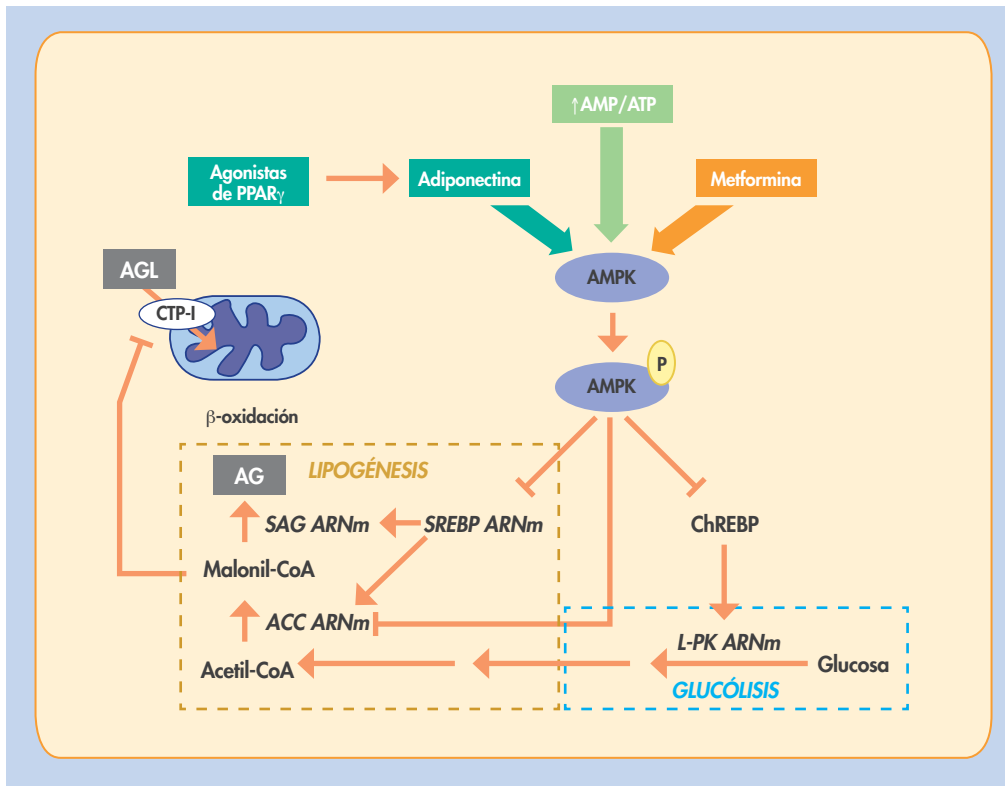 ↑AMP/ATP
Agonistas
de PPARγ
Adiponectina
Metformina
AGL
AMPK
CTP-I
P
AMPK
β-oxidación
LIPOGÉNESIS
AG
SAG ARNm
SREBP ARNm
ChREBP
Malonil-CoA
ACC ARNm
L-PK ARNm
Acetil-CoA
Glucosa
GLUCÓLISIS